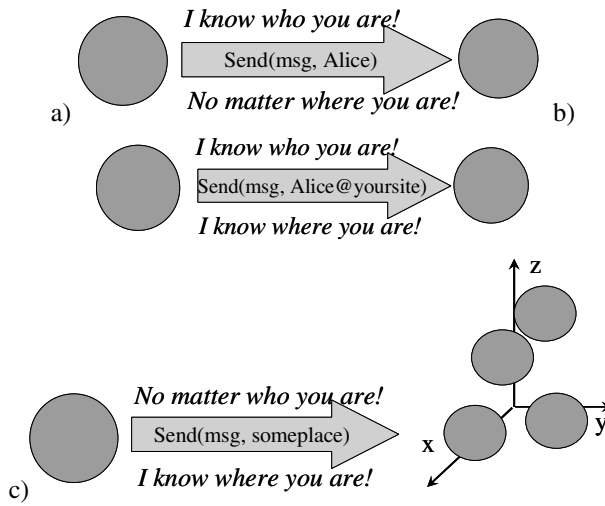 I know who you are!
Send(msg, Alice)
No matter where you are!
a)
b)
I know who you are!
Send(msg, Alice@yoursite)
I know where you are!
z
No matter who you are!
y
Send(msg, someplace)
x
I know where you are!
c)